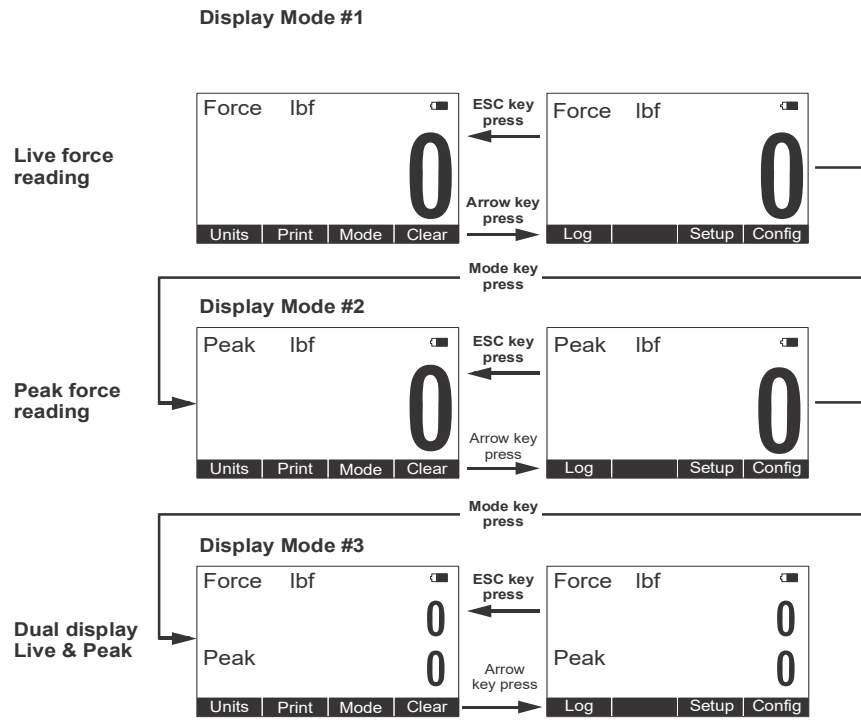 Display Mode #1
Force lbf
0
Units Print Mode Clear
ESC key
press
Arrow key
press
Force lbf
0
Log Setup Config
Live force
reading
Mode key
press
Display Mode #2
Peak lbf
0
Units Print Mode Clear
ESC key
press
Arrow key
press
Peak lbf
0
Log Setup Config
Peak force
reading
Mode key
press
Display Mode #3
Force lbf
0
Peak
0
Units Print Mode Clear
ESC key
press
Arrow
key press
Force lbf
0
Peak
0
Log Setup Config
Dual display
Live & Peak